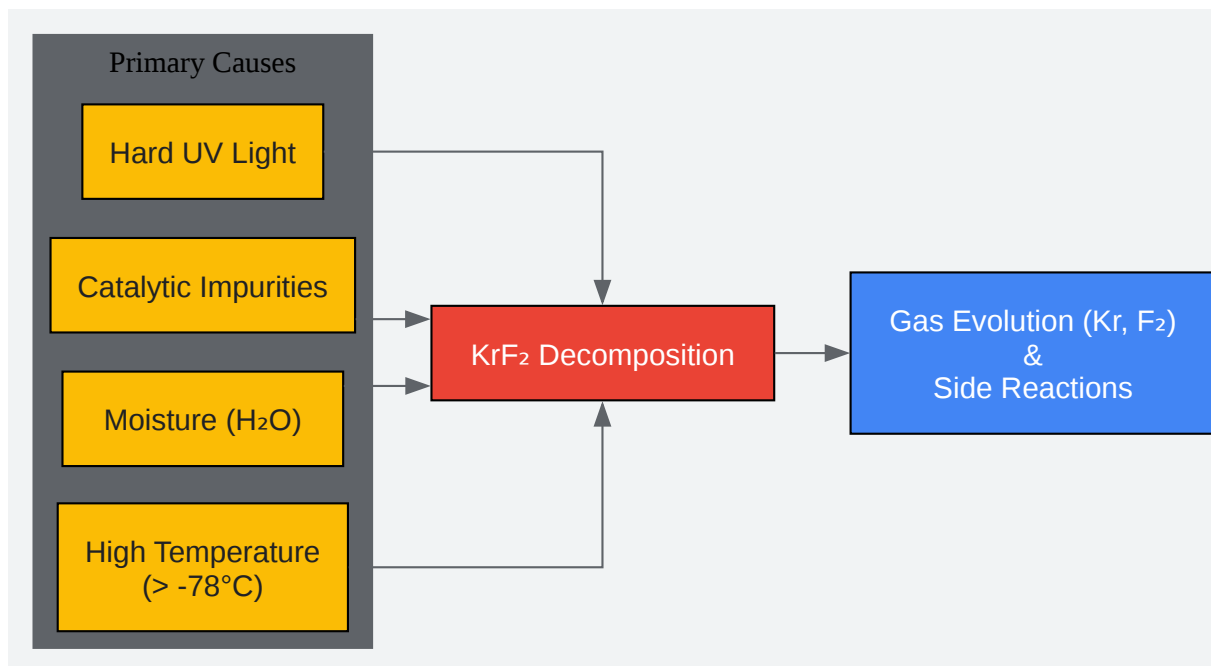 Primary Causes
Hard UV Light
Catalytic Impurities
Moisture (H₂O)
High Temperature
(> -78°C)
KrF₂ Decomposition
Gas Evolution (Kr, F₂)
&
Side Reactions